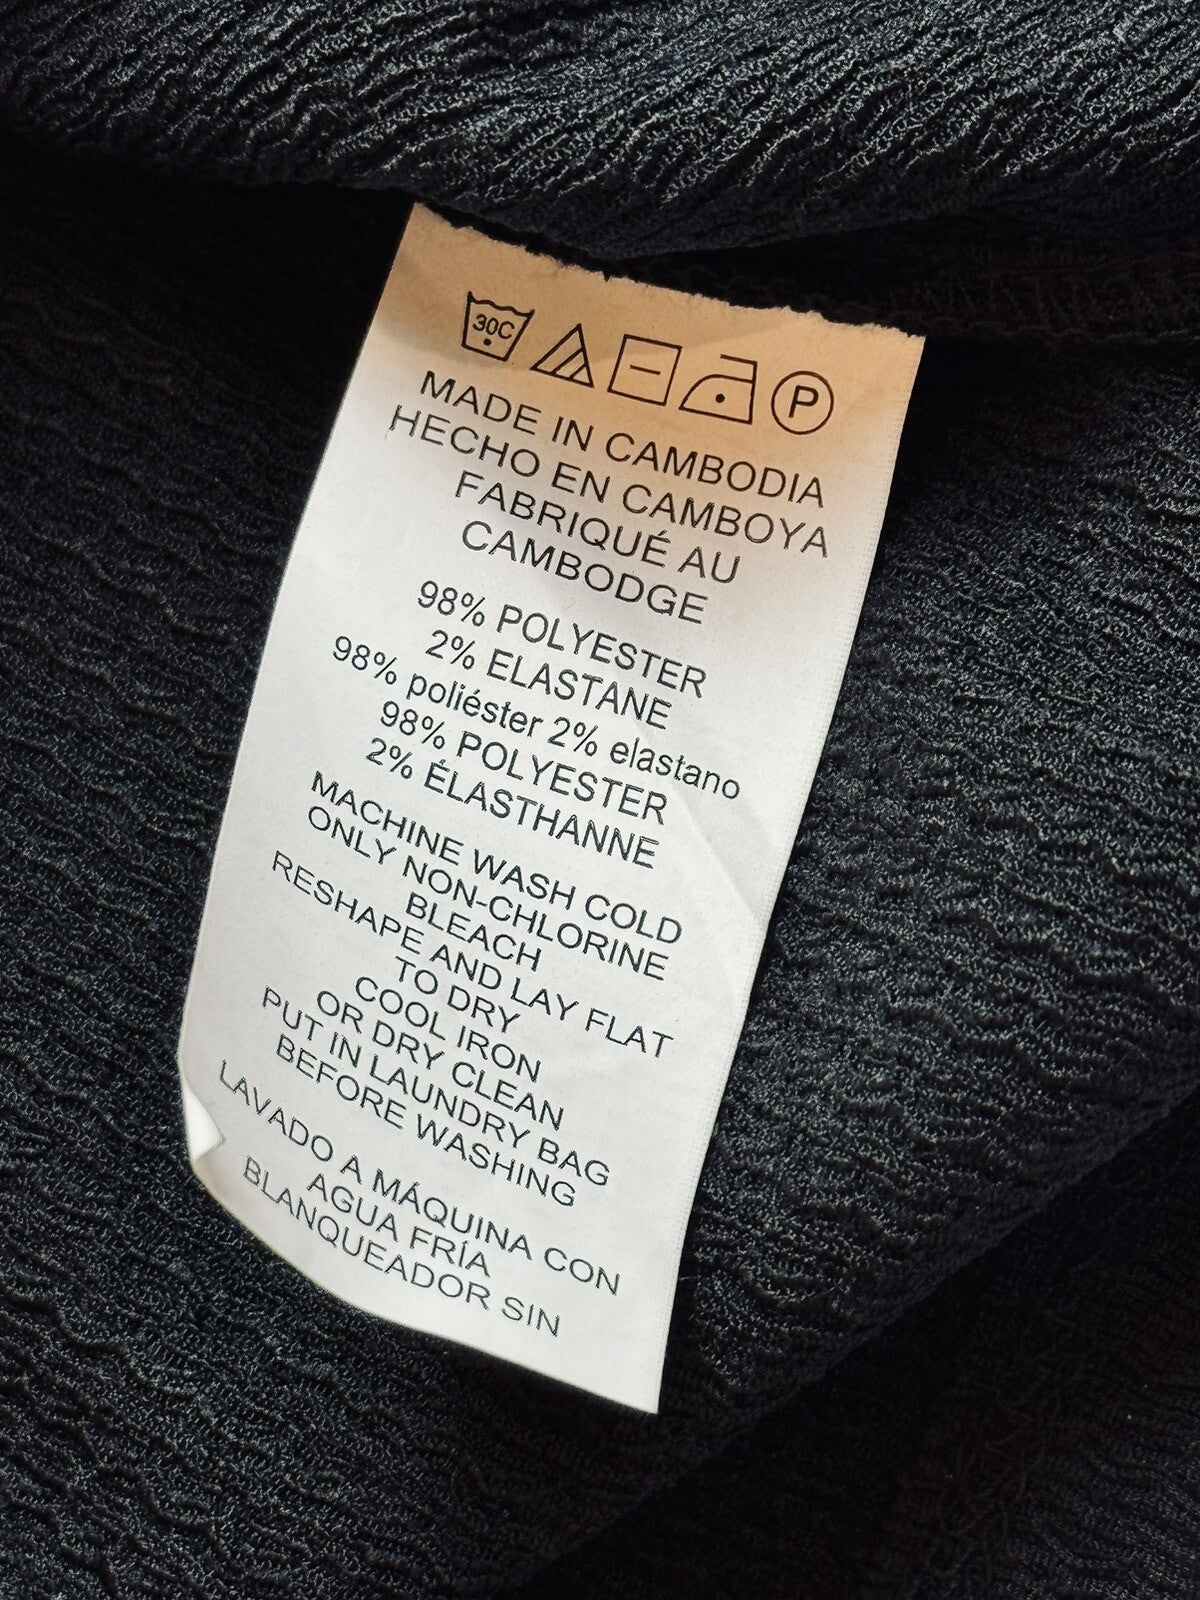 30C P
MADE IN CAMBODIA
HECHO EN CAMBOYA
FABRIQUÉ AU
CAMBODGE
98% POLYESTER
2% ELASTANE
98% poliéster 2% elastano
98% POLYESTER
2% ÉLASTHANNE
MACHINE WASH COLD
ONLY NON-CHLORINE
BLEACH
RESHAPE AND LAY FLAT
TO DRY
COOL IRON
OR DRY CLEAN
PUT IN LAUNDRY BAG
BEFORE WASHING
LAVADO A MÁQUINA CON
AGUA FRÍA
BLANQUEADOR SIN